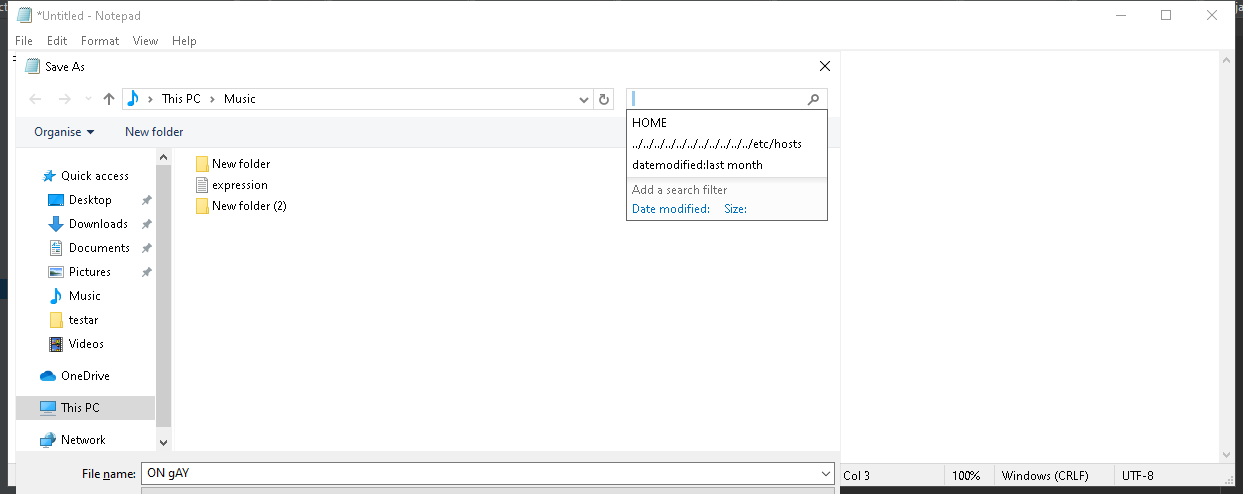 *Untitled - Notepad
File Edit Format View Help
Save As
This PC Music
Organise New folder
HOME
../../../../../../../../../../../etc/hosts
datemodified:last month
Add a search filter
Date modified: Size:
New folder
expression
New folder (2)
Quick access
Desktop
Downloads
Documents
Pictures
Music
testar
Videos
OneDrive
This PC
Network
File name: ON gAY
Col 3 100% Windows (CRLF) UTF-8